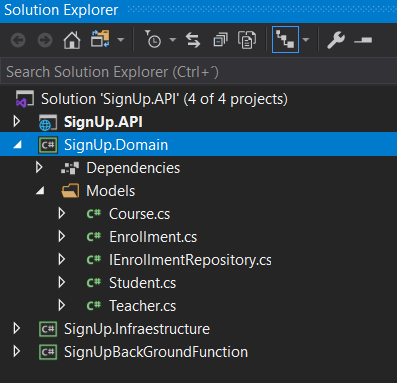 Solution Explorer
Search Solution Explorer (Ctrl+´)
Solution 'SignUp.API' (4 of 4 projects)
SignUp.API
C# SignUp.Domain
Dependencies
Models
C# Course.cs
C# Enrollment.cs
C# IEnrollmentRepository.cs
C# Student.cs
C# Teacher.cs
C# SignUp.Infraestructure
C# SignUpBackGroundFunction